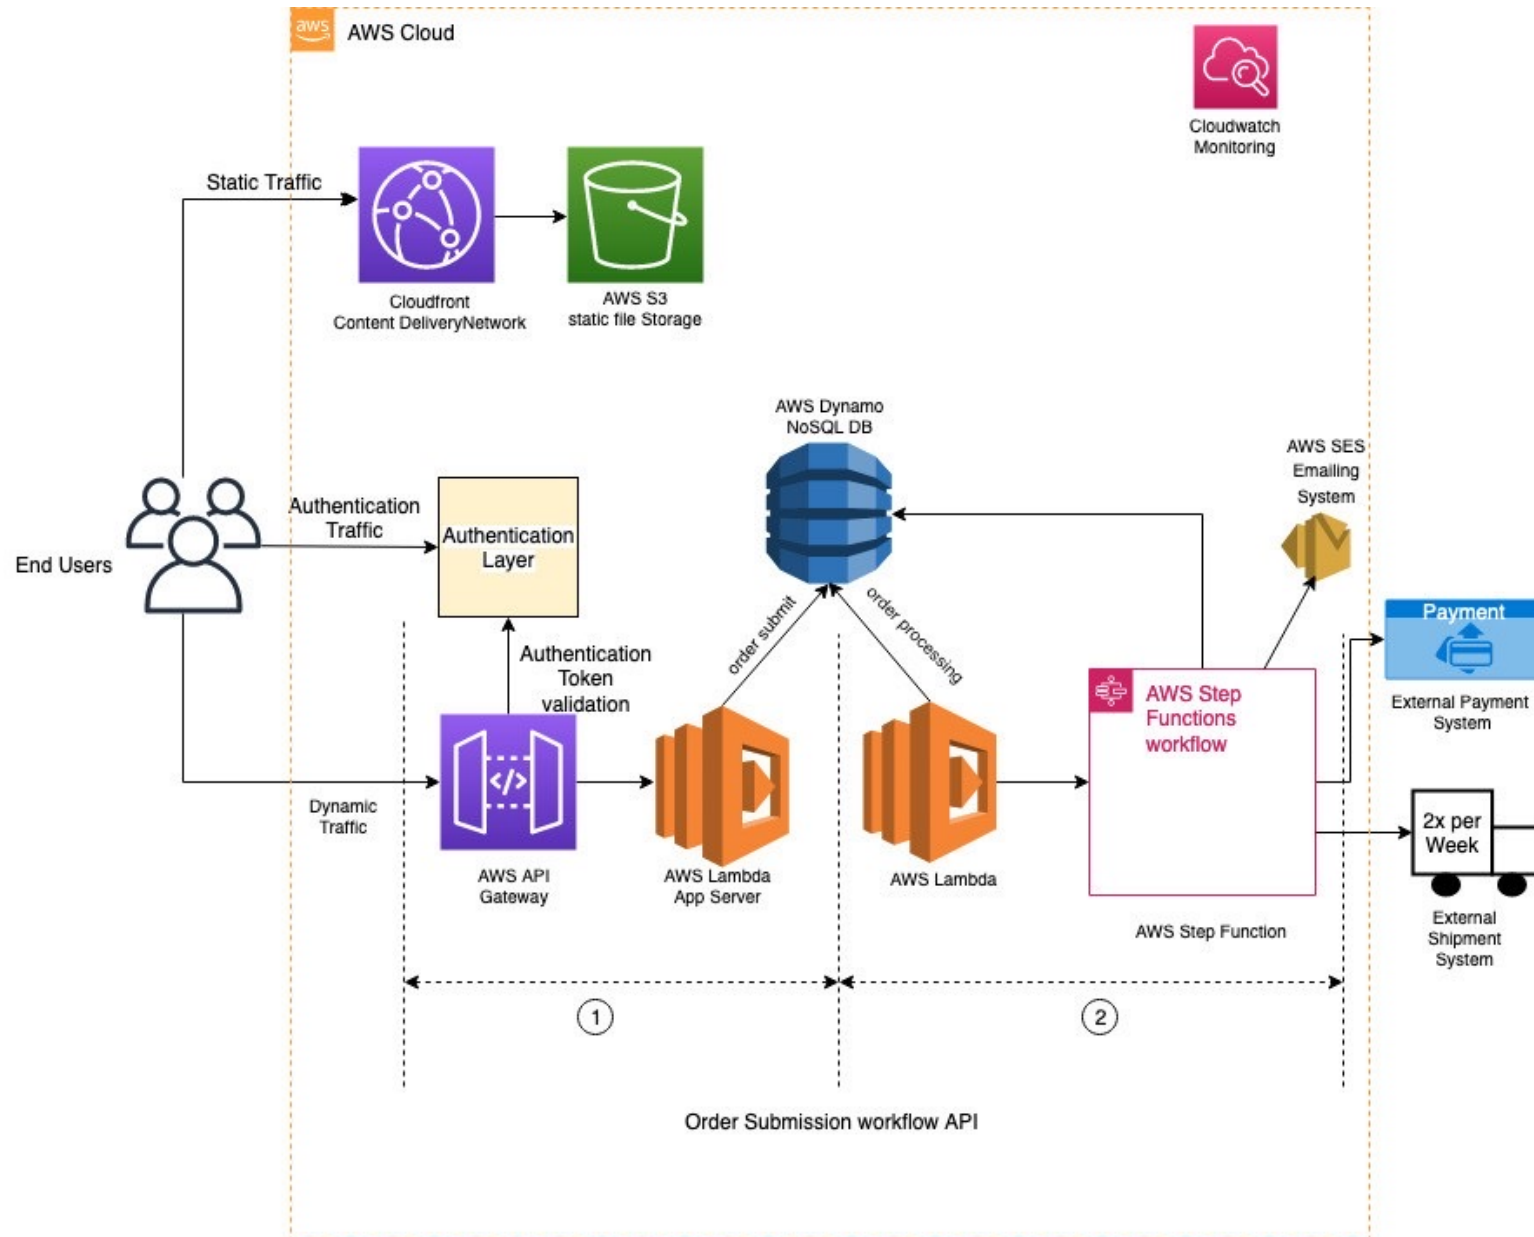 aws
AWS Cloud
Cloudwatch
Monitoring
Static Traffic
Cloudfront
Content DeliveryNetwork
AWS S3
static file Storage
AWS Dynamo
NoSQL DB
AWS SES
Emailing
System
End Users
Authentication
Traffic
Authentication
Layer
order submit
order processing
Authentication
Token
validation
AWS Step
Functions
workflow
Payment
External Payment
System
Dynamic
Traffic
</>
AWS API
Gateway
AWS Lambda
App Server
AWS Lambda
AWS Step Function
2x per
Week
External
Shipment
System
1
2
Order Submission workflow API